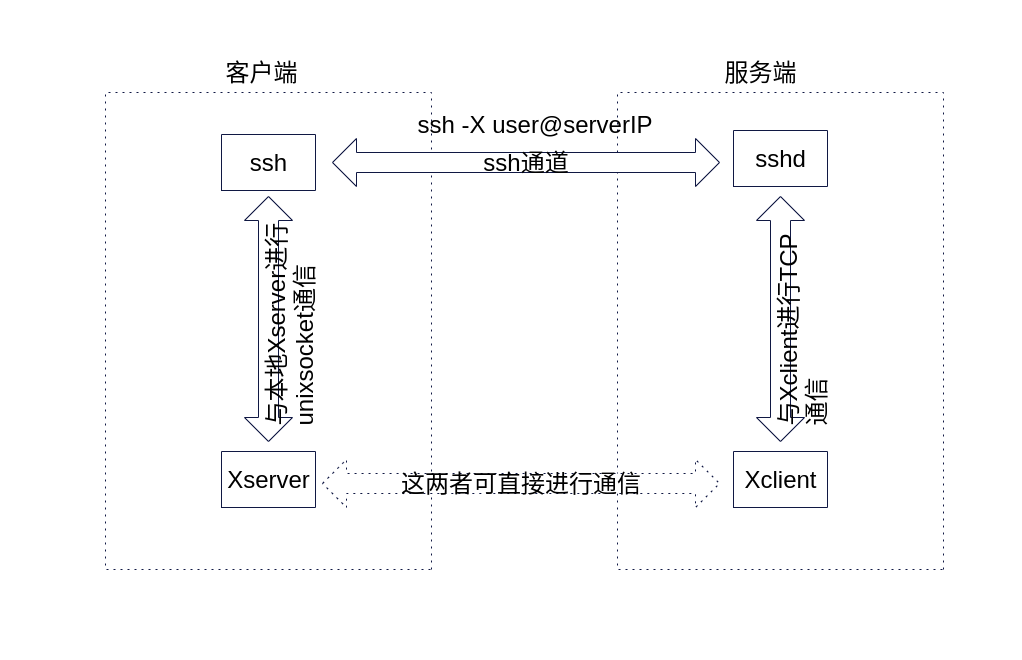 客户端
服务端
ssh -X user@serverIP
ssh
ssh通道
sshd
与本地Xserver进行
unixsocket通信
与Xclient进行TCP
通信
Xserver
这两者可直接进行通信
Xclient